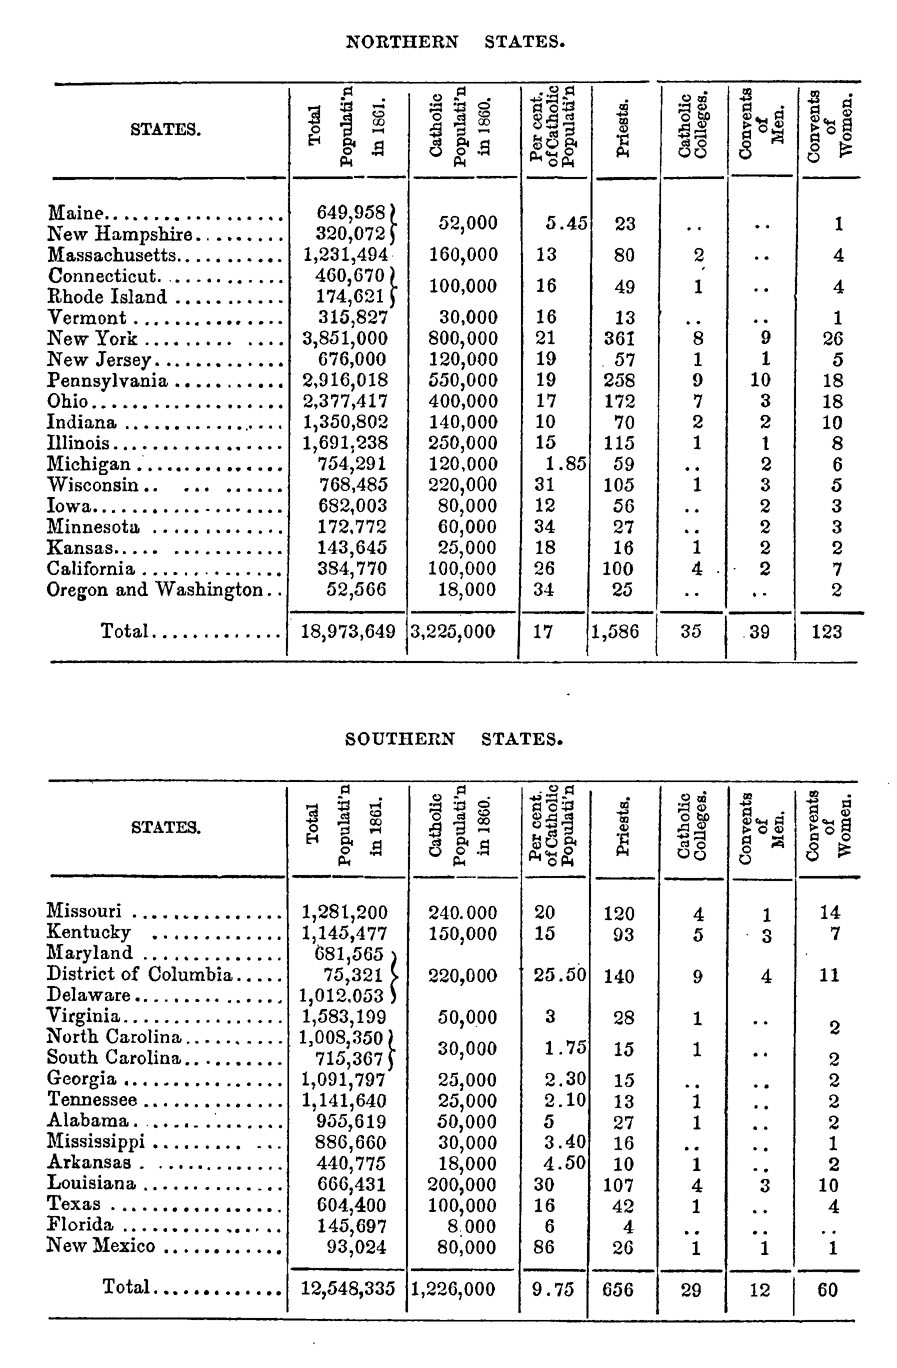 NORTHERN STATES.
STATES. Total Populati'n in 1861. Catholic Populati'n in 1860. Per cent. of Catholic Populati'n Priests. Catholic Colleges. Convents of Men. Convents of Women.
Maine.................. 649,958
New Hampshire......... 320,072 } 52,000 5.45 23 .. .. 1
Massachusetts........... 1,231,494 160,000 13 80 2 .. 4
Connecticut............ 460,670
Rhode Island ........... 174,621 } 100,000 16 49 1 .. 4
Vermont ............... 315,827 30,000 16 13 .. .. 1
New York ......... .... 3,851,000 800,000 21 361 8 9 26
New Jersey............. 676,000 120,000 19 57 1 1 5
Pennsylvania ........... 2,916,018 550,000 19 258 9 10 18
Ohio................... 2,377,417 400,000 17 172 7 3 18
Indiana ................ 1,350,802 140,000 10 70 2 2 10
Illinois................. 1,691,238 250,000 15 115 1 1 8
Michigan ............... 754,291 120,000 1.85 59 .. 2 6
Wisconsin.. ... ...... 768,485 220,000 31 105 1 3 5
Iowa................... 682,003 80,000 12 56 .. 2 3
Minnesota ............. 172,772 60,000 34 27 .. 2 3
Kansas..... ........... 143,645 25,000 18 16 1 2 2
California .............. 384,770 100,000 26 100 4 2 7
Oregon and Washington.. 52,566 18,000 34 25 .. .. 2
Total............. 18,973,649 3,225,000 17 1,586 35 39 123
SOUTHERN STATES.
STATES. Total Populati'n in 1861. Catholic Populati'n in 1860. Per cent. of Catholic Populati'n Priests. Catholic Colleges. Convents of Men. Convents of Women.
Missouri ............... 1,281,200 240.000 20 120 4 1 14
Kentucky ............. 1,145,477 150,000 15 93 5 3 7
Maryland .............. 681,565
District of Columbia..... 75,321 } 220,000 25.50 140 9 4 11
Delaware............... 1,012.053
Virginia................ 1,583,199 50,000 3 28 1 .. 2
North Carolina.......... 1,008,350
South Carolina.......... 715,367 } 30,000 1.75 15 1 .. 2
Georgia ................ 1,091,797 25,000 2.30 15 .. .. 2
Tennessee .............. 1,141,640 25,000 2.10 13 1 .. 2
Alabama............... 955,619 50,000 5 27 1 .. 2
Mississippi ......... ... 886,660 30,000 3.40 16 .. .. 1
Arkansas . ............. 440,775 18,000 4.50 10 1 .. 2
Louisiana .............. 666,431 200,000 30 107 4 3 10
Texas ................. 604,400 100,000 16 42 1 .. 4
Florida ................ 145,697 8.000 6 4 .. .. ..
New Mexico ............ 93,024 80,000 86 26 1 1 1
Total............. 12,548,335 1,226,000 9.75 656 29 12 60